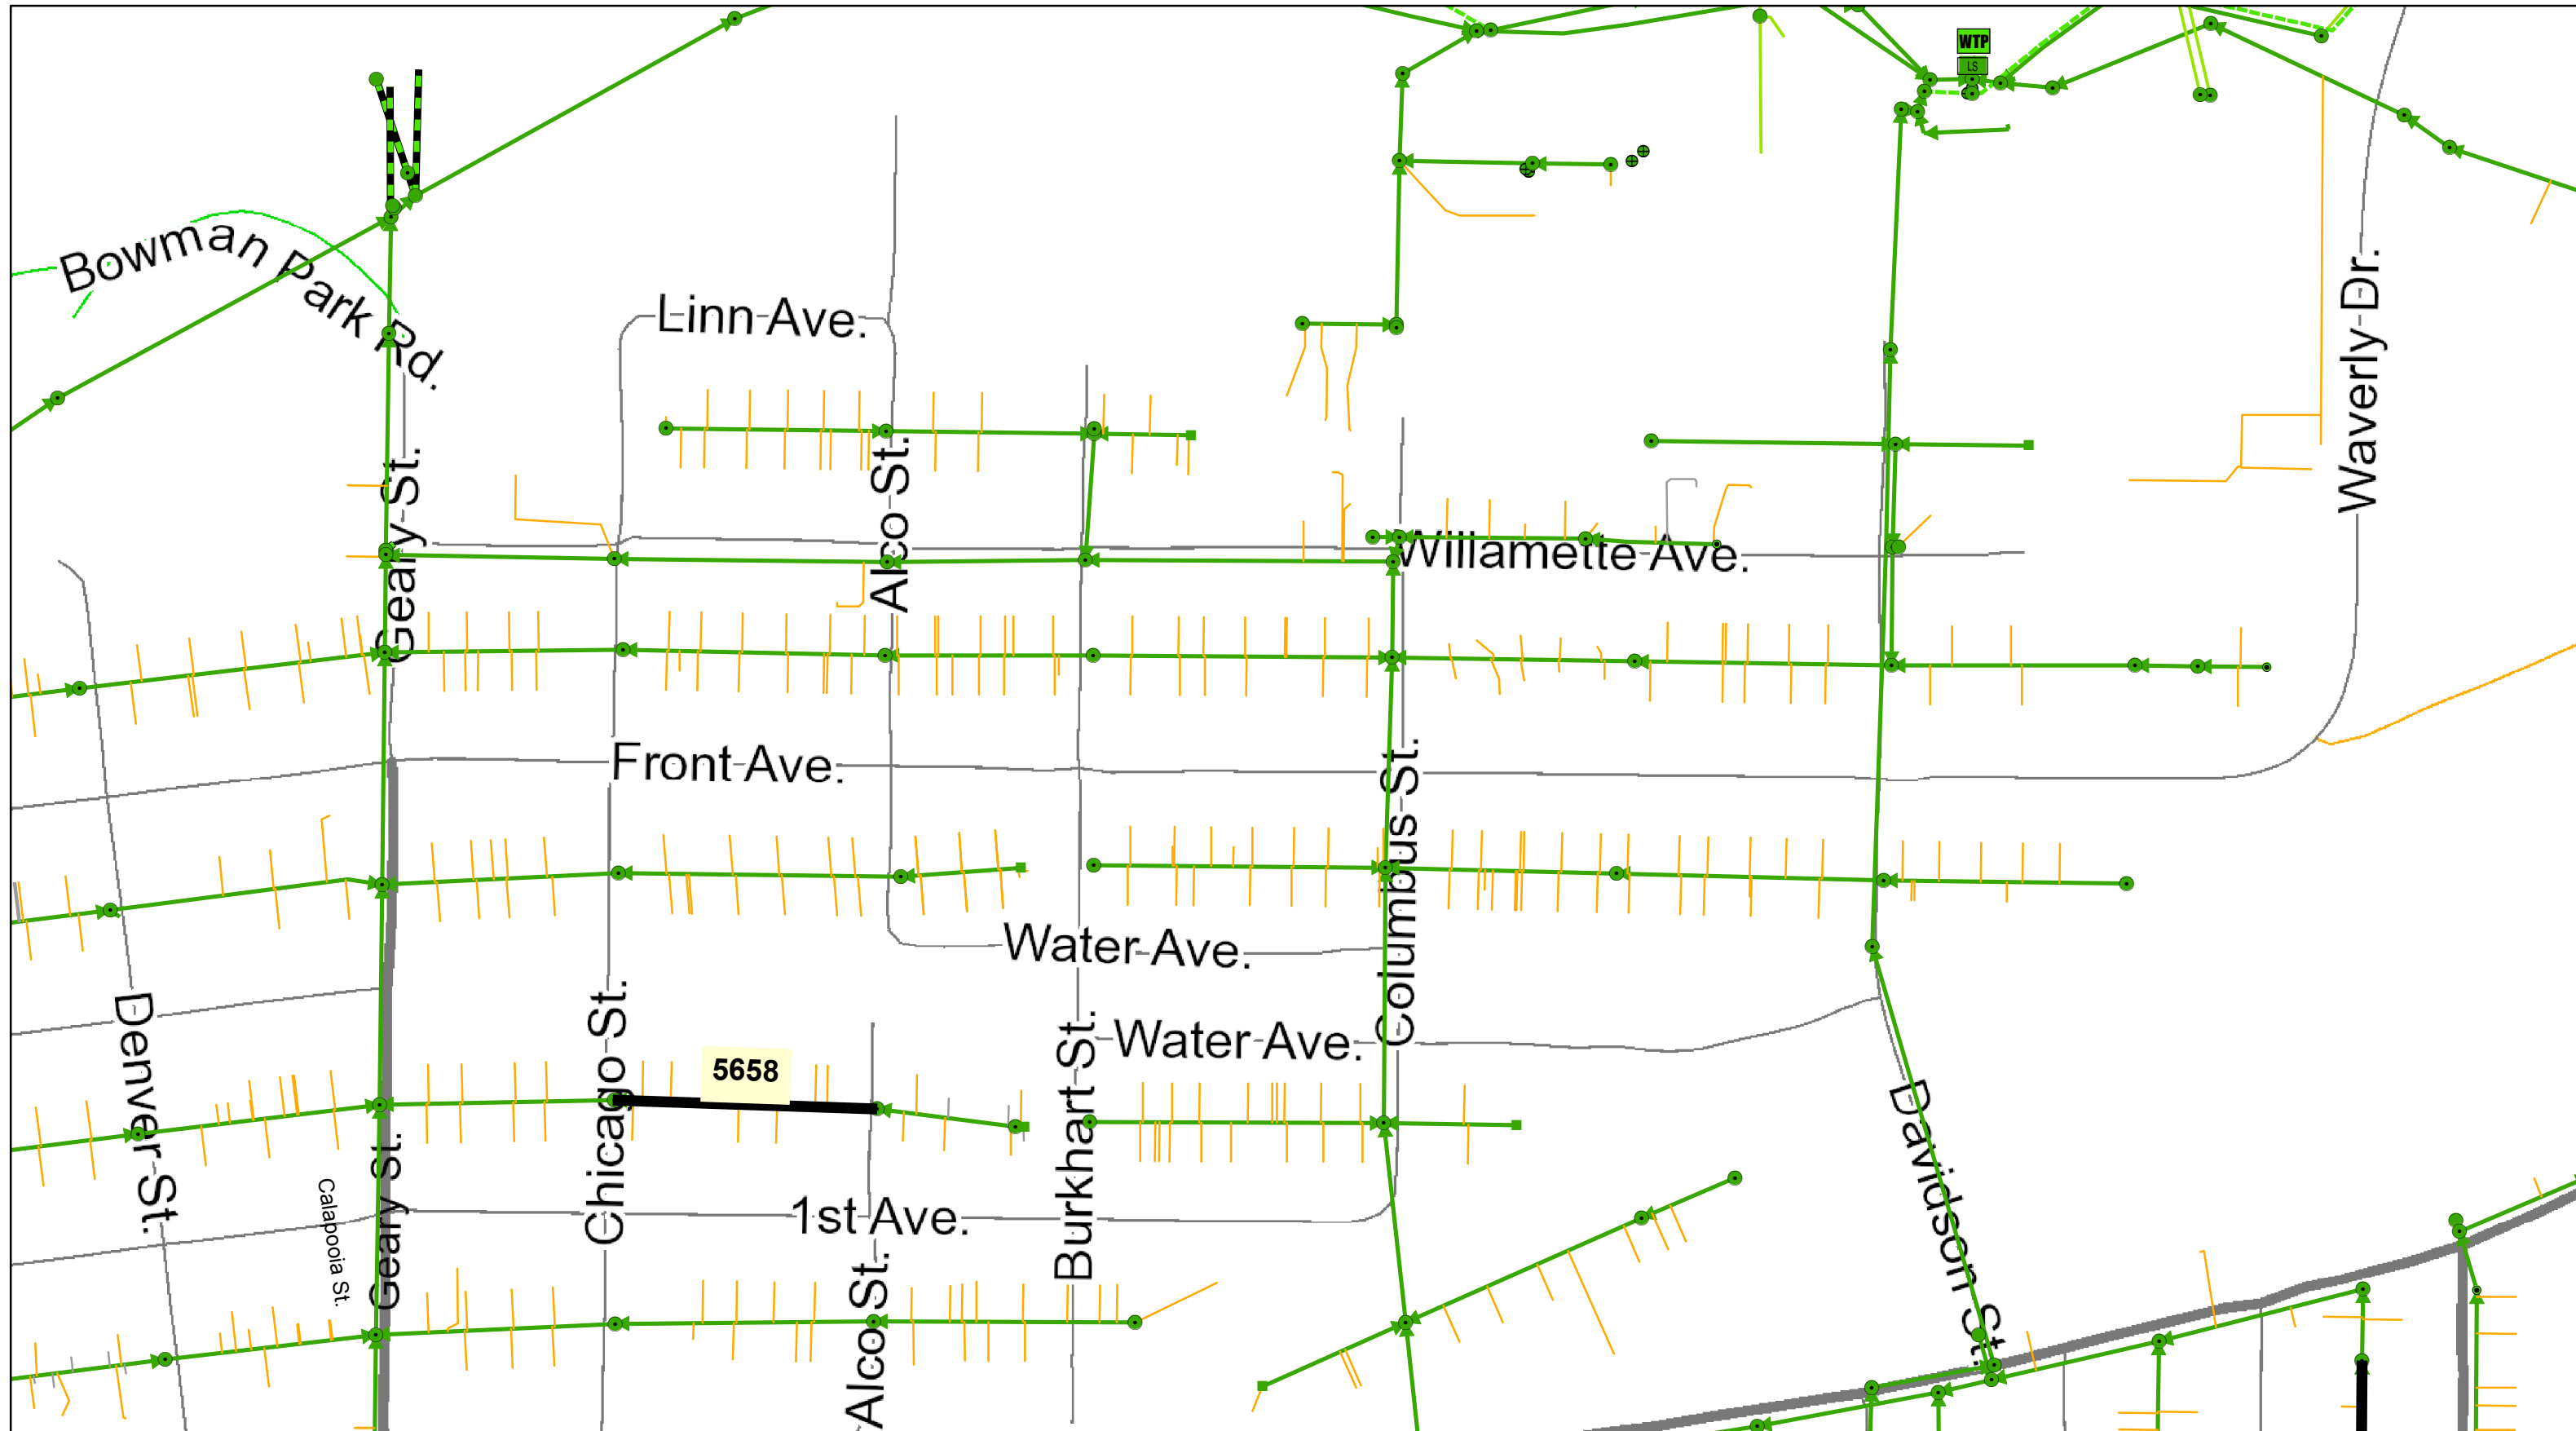 WTP
LS
Bowman Park Rd.
Linn Ave.
Waverly Dr.
Geary St.
Alco St.
Willamette Ave.
Front Ave.
Columbus St.
Water Ave.
Denver St.
Chicago St.
Water Ave.
Burkhart St.
5658
Davidson St.
Calapooia St.
Geary St.
1st Ave.
Alco St.